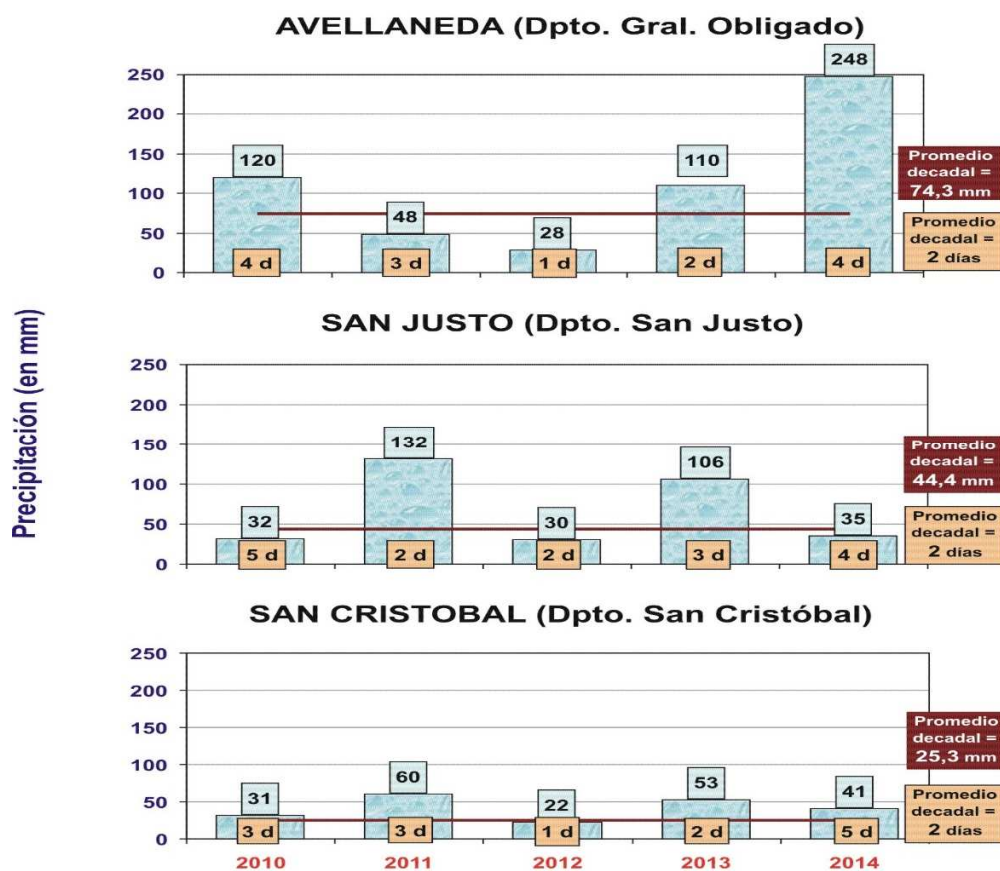 AVELLANEDA (Dpto. Gral. Obligado)
250
200
150
100
50
0
120
48
28
110
248
4 d
3 d
1 d
2 d
4 d
Promedio
decadal =
74,3 mm
Promedio
decadal =
2 días
Precipitación (en mm)
SAN JUSTO (Dpto. San Justo)
250
200
150
100
50
0
32
132
30
106
35
5 d
2 d
2 d
3 d
4 d
Promedio
decadal =
44,4 mm
Promedio
decadal =
2 días
SAN CRISTOBAL (Dpto. San Cristóbal)
250
200
150
100
50
0
31
60
22
53
41
3 d
3 d
1 d
2 d
5 d
Promedio
decadal =
25,3 mm
Promedio
decadal =
2 días
2010
2011
2012
2013
2014